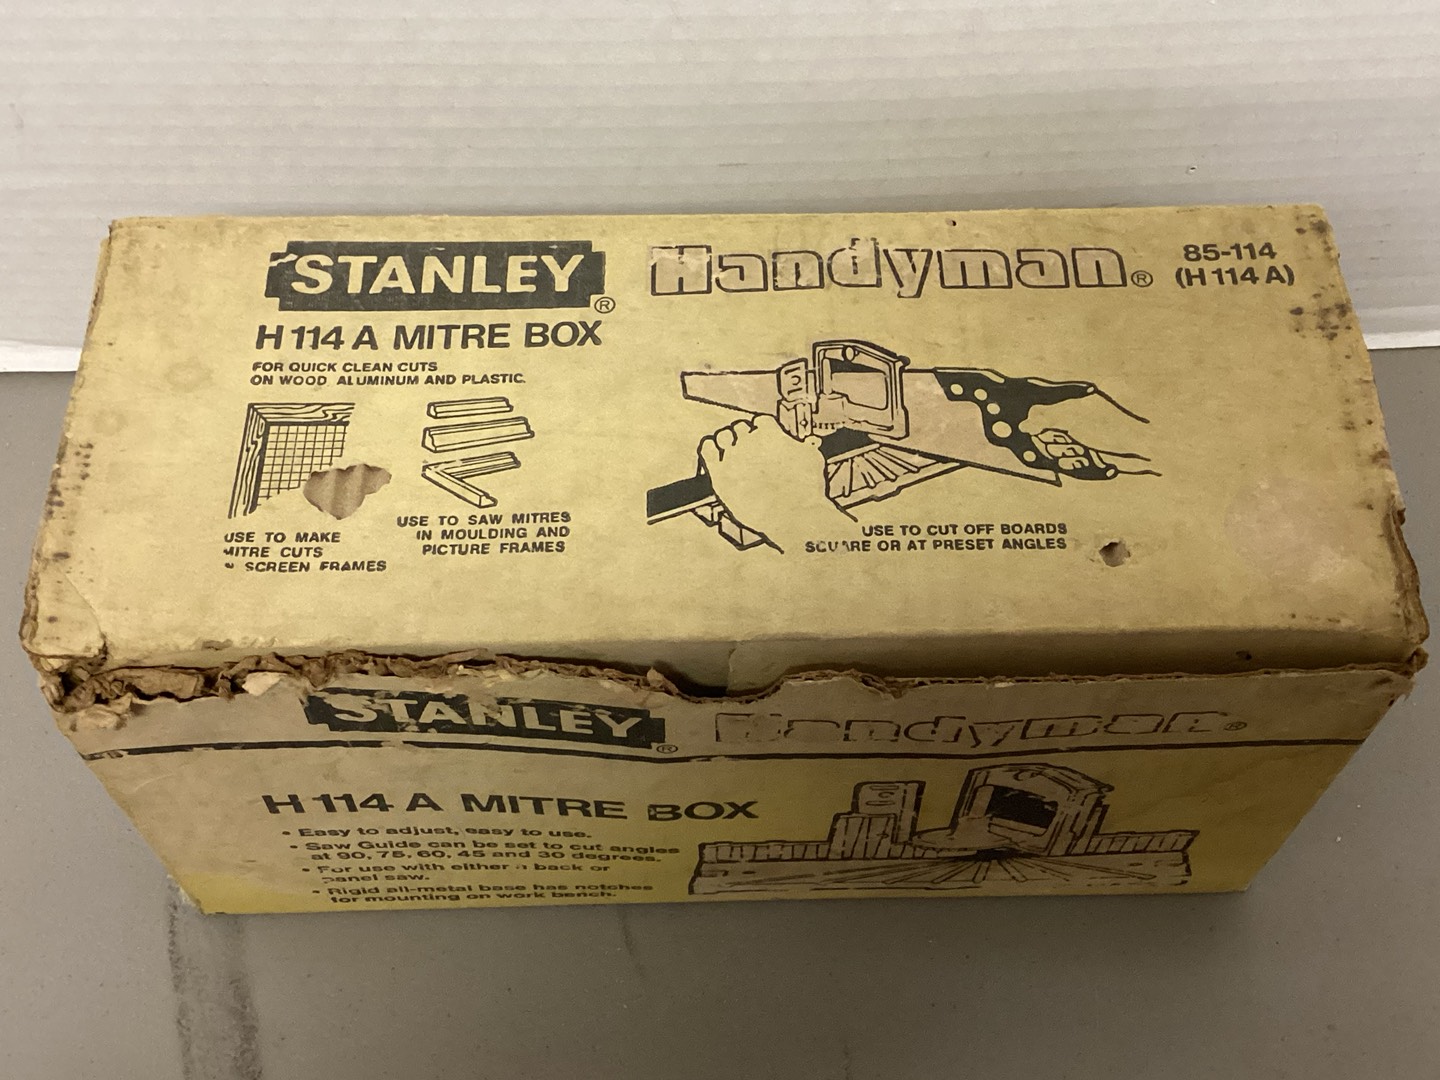 STANLEY®
Handyman®
85-114
(H 114 A)
H 114 A MITRE BOX
FOR QUICK CLEAN CUTS
ON WOOD ALUMINUM AND PLASTIC.
USE TO MAKE
MITRE CUTS
SCREEN FRAMES
USE TO SAW MITRES
IN MOULDING AND
PICTURE FRAMES
USE TO CUT OFF BOARDS
SQUARE OR AT PRESET ANGLES
STANLEY®
Handyman®
H 114 A MITRE BOX
• Easy to adjust, easy to use.
• Saw Guide can be set to cut angles
at 90, 75, 60, 45 and 30 degrees.
• For use with either a back or
panel saw.
• Rigid all-metal base has notches
for mounting on work bench.